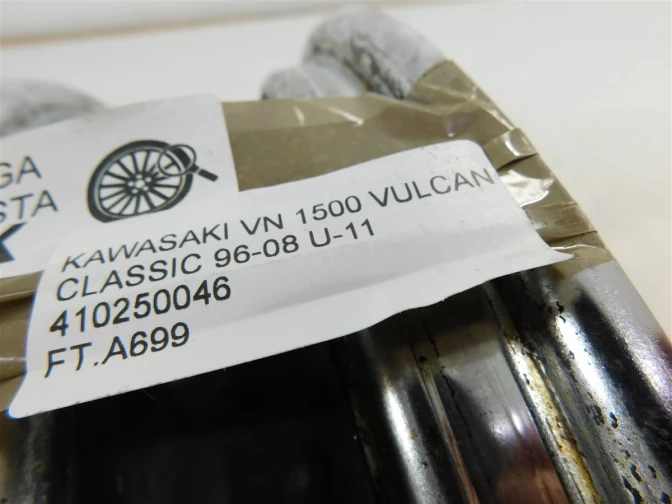 GA
STA
KAWASAKI VN 1500 VULCAN
CLASSIC 96-08 U-11
410250046
FT.A699